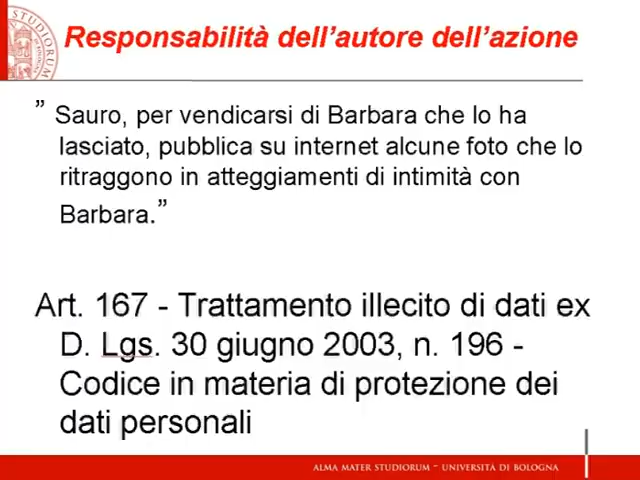 Responsabilità dell'autore dell'azione
” Sauro, per vendicarsi di Barbara che lo ha
lasciato, pubblica su internet alcune foto che lo
ritraggono in atteggiamenti di intimità con
Barbara.”
Art. 167 - Trattamento illecito di dati ex
D. Lgs. 30 giugno 2003, n. 196 -
Codice in materia di protezione dei
dati personali
ALMA MATER STUDIORUM ~ UNIVERSITÀ DI BOLOGNA